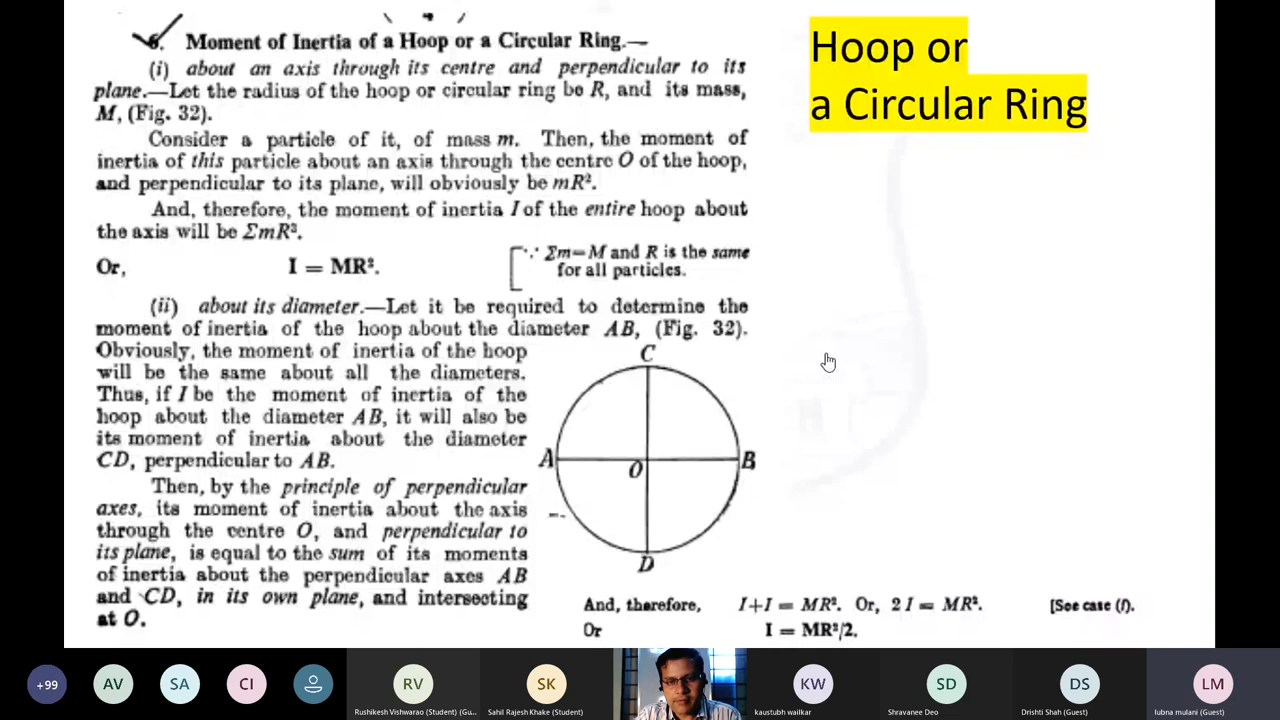 6. Moment of Inertia of a Hoop or a Circular Ring.—
(i) about an axis through its centre and perpendicular to its
plane.—Let the radius of the hoop or circular ring be R, and its mass,
M, (Fig. 32).
Consider a particle of it, of mass m. Then, the moment of
inertia of this particle about an axis through the centre O of the hoop,
and perpendicular to its plane, will obviously be mR².
And, therefore, the moment of inertia I of the entire hoop about
the axis will be ΣmR².
Or, I = MR².
∵ Σm=M and R is the same
for all particles.
(ii) about its diameter.—Let it be required to determine the
moment of inertia of the hoop about the diameter AB, (Fig. 32).
Obviously, the moment of inertia of the hoop
will be the same about all the diameters.
Thus, if I be the moment of inertia of the
hoop about the diameter AB, it will also be
its moment of inertia about the diameter
CD, perpendicular to AB.
Then, by the principle of perpendicular
axes, its moment of inertia about the axis
through the centre O, and perpendicular to
its plane, is equal to the sum of its moments
of inertia about the perpendicular axes AB
and CD, in its own plane, and intersecting
at O.
C
A
O
B
D
And, therefore, I+I = MR². Or, 2 I = MR². [See case (i).
Or I = MR²/2.
Hoop or
a Circular Ring
+99
AV
SA
CI
RV
Rushikesh Vishwarao (Student) (Gu...
SK
Sahil Rajesh Khake (Student)
KW
kaustubh wailkar
SD
Shravanee Deo
DS
Drishti Shah (Guest)
LM
lubna mulani (Guest)